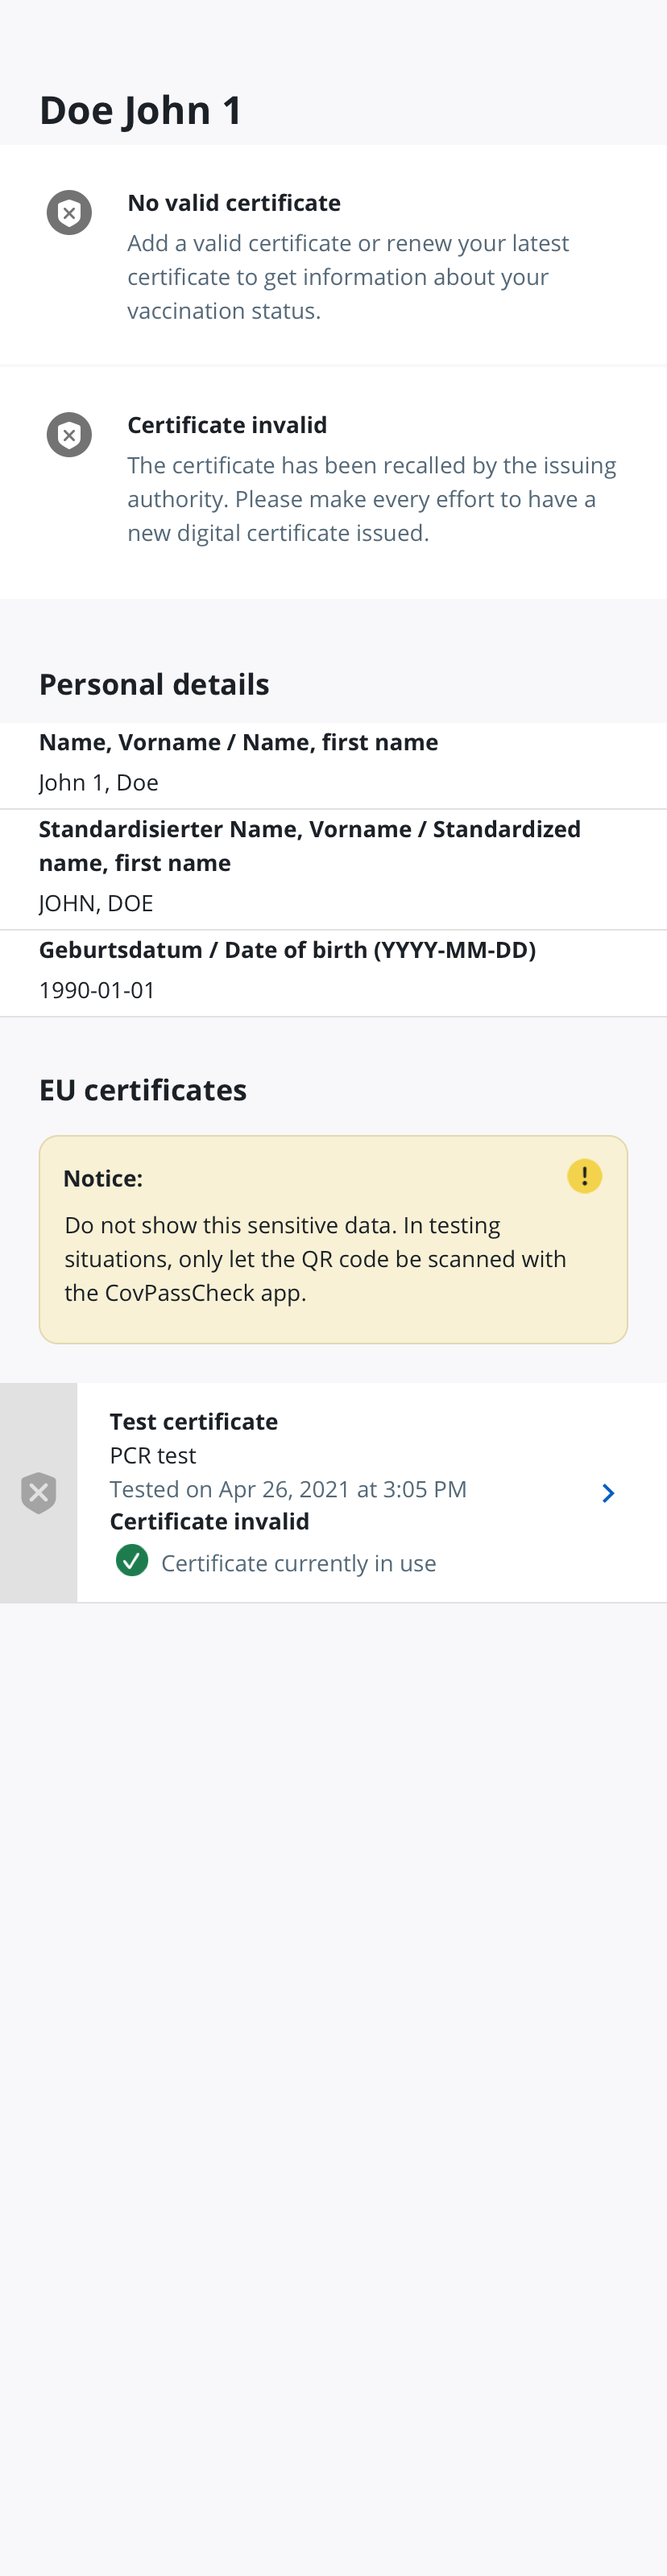 Doe John 1
No valid certificate
Add a valid certificate or renew your latest
certificate to get information about your
vaccination status.
Certificate invalid
The certificate has been recalled by the issuing
authority. Please make every effort to have a
new digital certificate issued.
Personal details
Name, Vorname / Name, first name
John 1, Doe
Standardisierter Name, Vorname / Standardized
name, first name
JOHN, DOE
Geburtsdatum / Date of birth (YYYY-MM-DD)
1990-01-01
EU certificates
Notice:
Do not show this sensitive data. In testing
situations, only let the QR code be scanned with
the CovPassCheck app.
Test certificate
PCR test
Tested on Apr 26, 2021 at 3:05 PM
Certificate invalid
Certificate currently in use